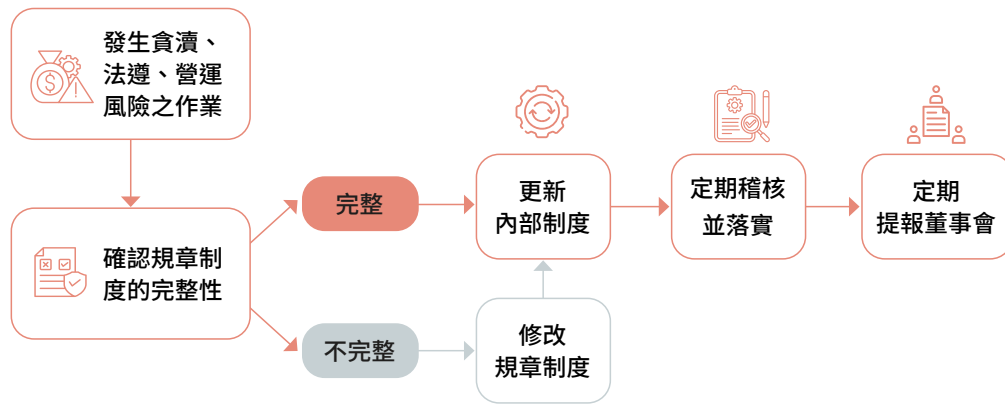 發生貪瀆、
法遵、營運
風險之作業
確認規章制
度的完整性
完整
不完整
更新
內部制度
修改
規章制度
定期稽核
並落實
定期
提報董事會